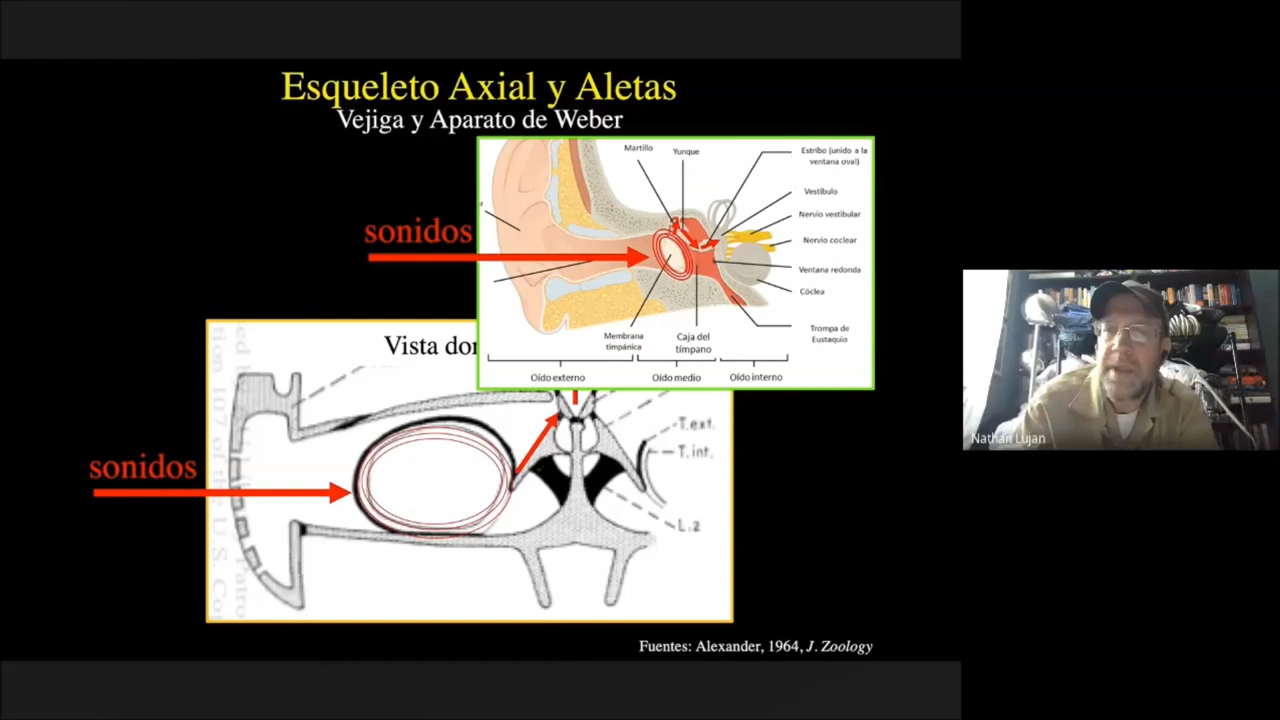 Esqueleto Axial y Aletas
Vejiga y Aparato de Weber
Martillo
Yunque
Estribo (unido a la
ventana oval)
Vestíbulo
Nervio vestibular
Nervio coclear
Ventana redonda
Cóclea
Trompa de
Eustaquio
Membrana
timpánica
Caja del
tímpano
Oído externo
Oído medio
Oído interno
sonidos
Vista dor
T.ext.
T.int.
L.2
sonidos
Fuentes: Alexander, 1964, J. Zoology
Nathan Lujan